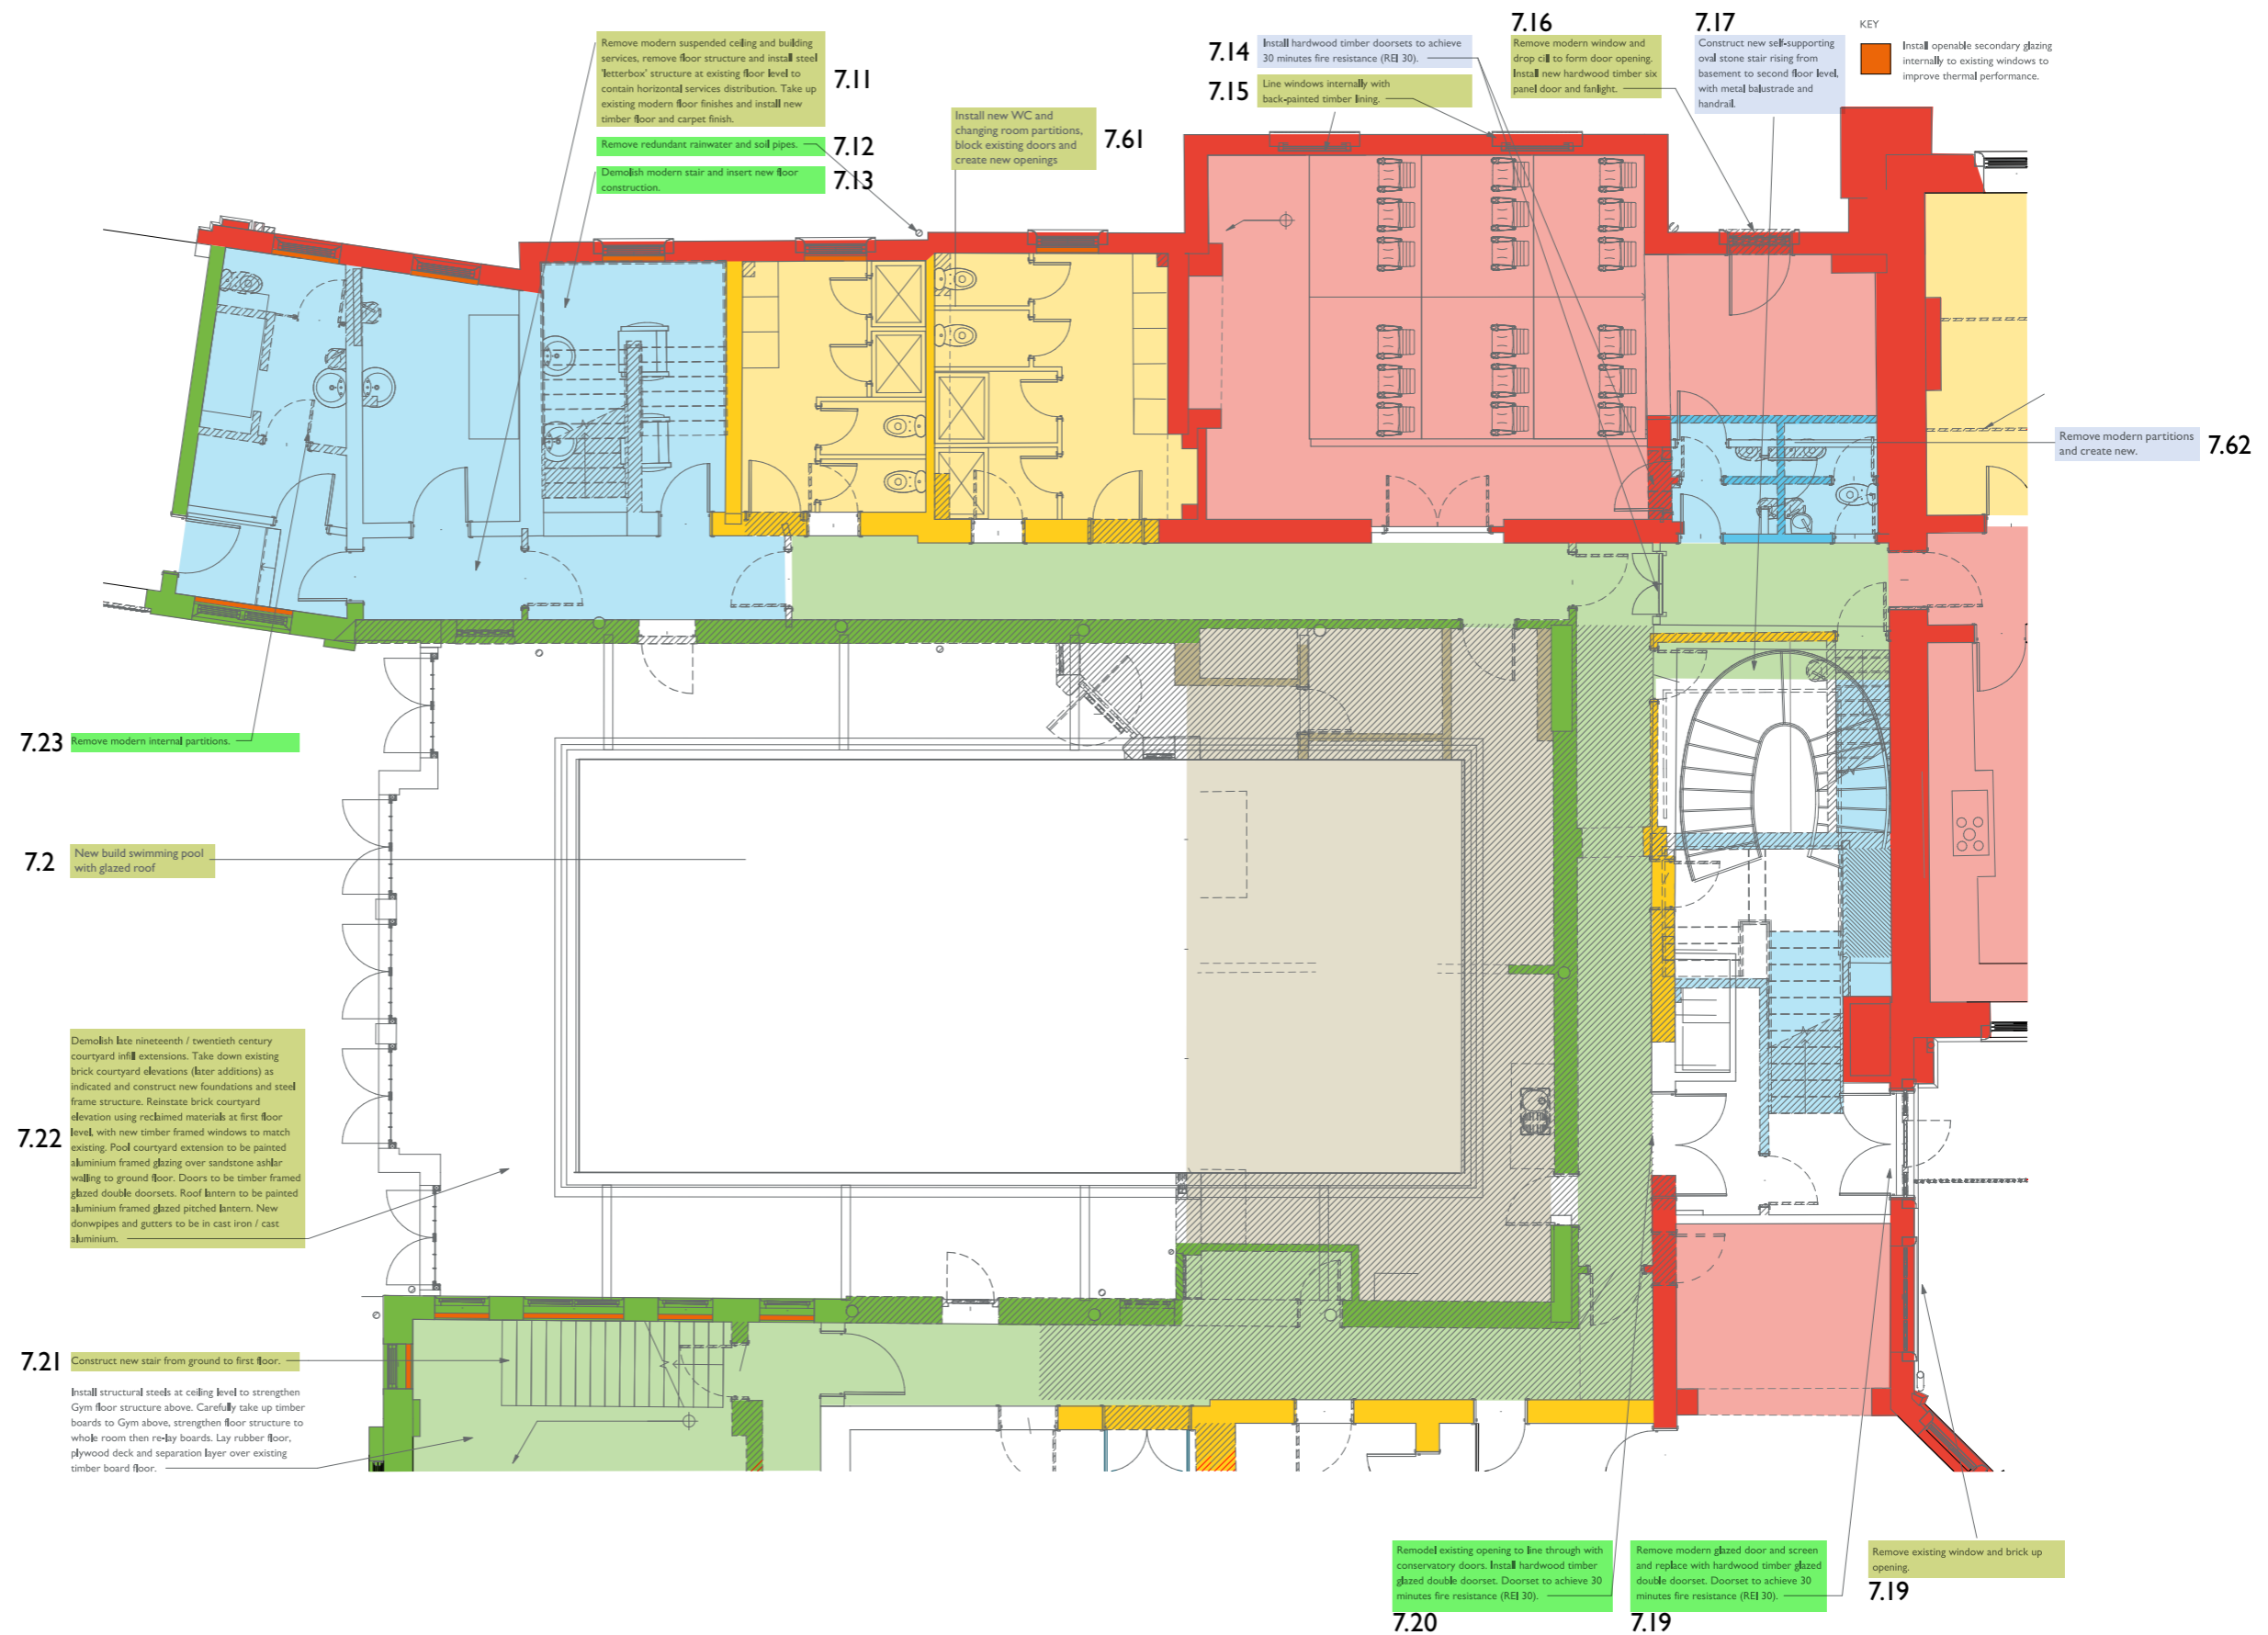 7.11
Remove modern suspended ceiling and building
services, remove floor structure and install steel
'letterbox' structure at existing floor level to
contain horizontal services distribution. Take up
existing modern floor finishes and install new
timber floor and carpet finish.
7.12
Remove redundant rainwater and soil pipes.
7.13
Demolish modern stair and insert new floor
construction.
7.61
Install new WC and
changing room partitions,
block existing doors and
create new openings
7.14
Install hardwood timber doorsets to achieve
30 minutes fire resistance (REI 30).
7.15
Line windows internally with
back-painted timber lining.
7.16
Remove modern window and
drop cill to form door opening.
Install new hardwood timber six
panel door and fanlight.
7.17
Construct new self-supporting
oval stone stair rising from
basement to second floor level,
with metal balustrade and
handrail.
KEY
Install openable secondary glazing
internally to existing windows to
improve thermal performance.
Remove modern partitions
and create new.
7.62
7.23
Remove modern internal partitions.
7.2
New build swimming pool
with glazed roof
7.22
Demolish late nineteenth / twentieth century
courtyard infill extensions. Take down existing
brick courtyard elevations (later additions) as
indicated and construct new foundations and steel
frame structure. Reinstate brick courtyard
elevation using reclaimed materials at first floor
level, with new timber framed windows to match
existing. Pool courtyard extension to be painted
aluminium framed glazing over sandstone ashlar
walling to ground floor. Doors to be timber framed
glazed double doorsets. Roof lantern to be painted
aluminium framed glazed pitched lantern. New
donwpipes and gutters to be in cast iron / cast
aluminium.
7.21
Construct new stair from ground to first floor.
Install structural steels at ceiling level to strengthen
Gym floor structure above. Carefully take up timber
boards to Gym above, strengthen floor structure to
whole room then re-lay boards. Lay rubber floor,
plywood deck and separation layer over existing
timber board floor.
Remodel existing opening to line through with
conservatory doors. Install hardwood timber
glazed double doorset. Doorset to achieve 30
minutes fire resistance (REI 30).
7.20
Remove modern glazed door and screen
and replace with hardwood timber glazed
double doorset. Doorset to achieve 30
minutes fire resistance (REI 30).
7.19
Remove existing window and brick up
opening.
7.19